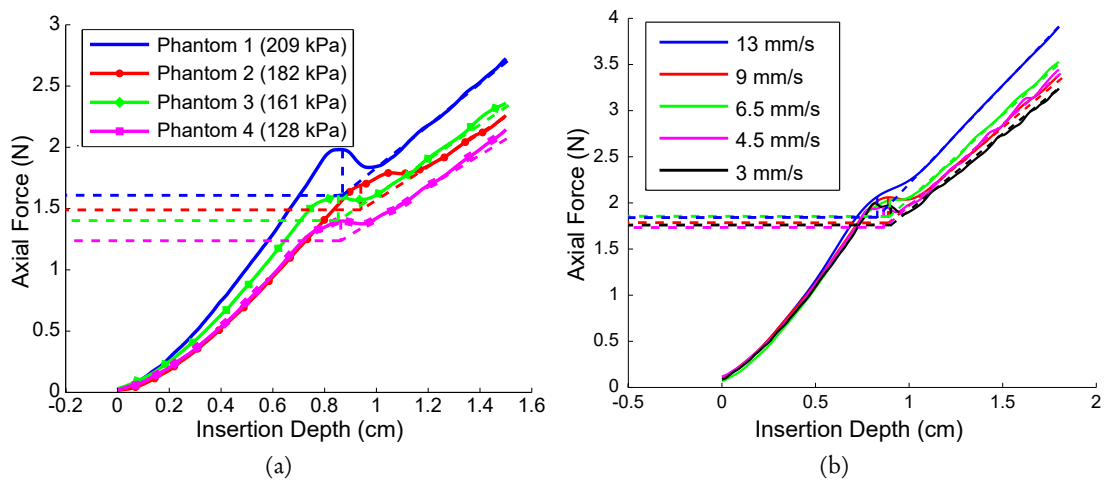 3
2.5
2
1.5
1
0.5
0
-0.2
0
0.2
0.4
0.6
0.8
1
1.2
1.4
1.6
Axial Force (N)
Insertion Depth (cm)
Phantom 1 (209 kPa)
Phantom 2 (182 kPa)
Phantom 3 (161 kPa)
Phantom 4 (128 kPa)
(a)
4
3.5
3
2.5
2
1.5
1
0.5
0
-0.5
0
0.5
1
1.5
2
Axial Force (N)
Insertion Depth (cm)
13 mm/s
9 mm/s
6.5 mm/s
4.5 mm/s
3 mm/s
(b)